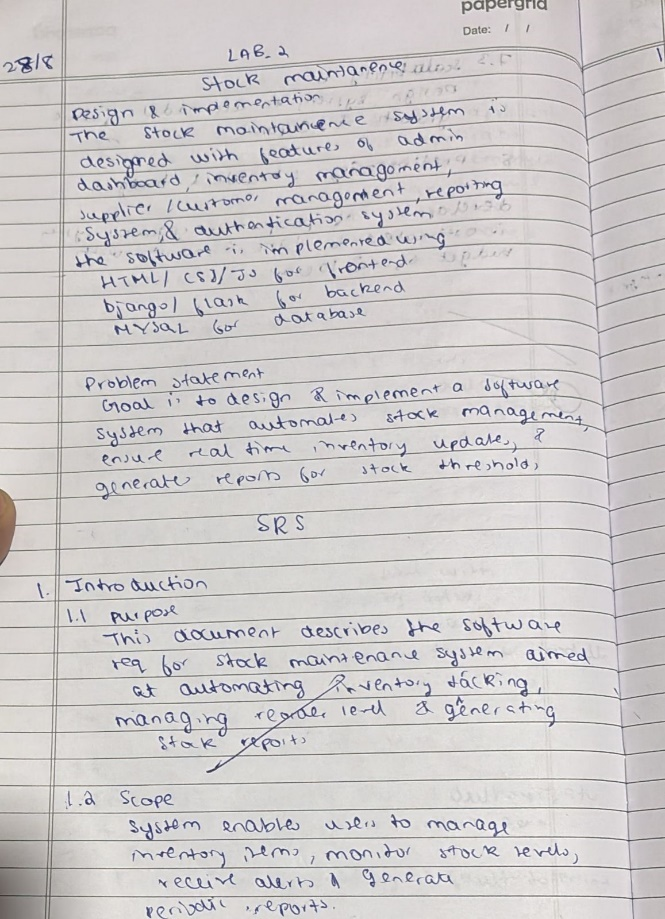 papergrid
Date: / /
28/8
LAB_2
Stock maintanence
Design & implementation
The stock maintainence system is
designed with features of admin
dashboard, inventory management,
supplier / customer management, reporting
system, & authentication system
the software is implemented using
HTML / CSS / JS for frontend
Django / flask for backend
MYSQL for database
Problem statement
Goal is to design & implement a software
system that automates stock management,
ensure real time inventory updates, &
generates reports for stock thresholds
SRS
1. Introduction
1.1 purpose
This document describes the software
req for stock maintenance system aimed
at automating inventory tacking,
managing reorder level & generating
stock reports
1.2 Scope
System enables users to manage
inventory items, monitor stock levels,
receive alerts & generate
periodic reports.